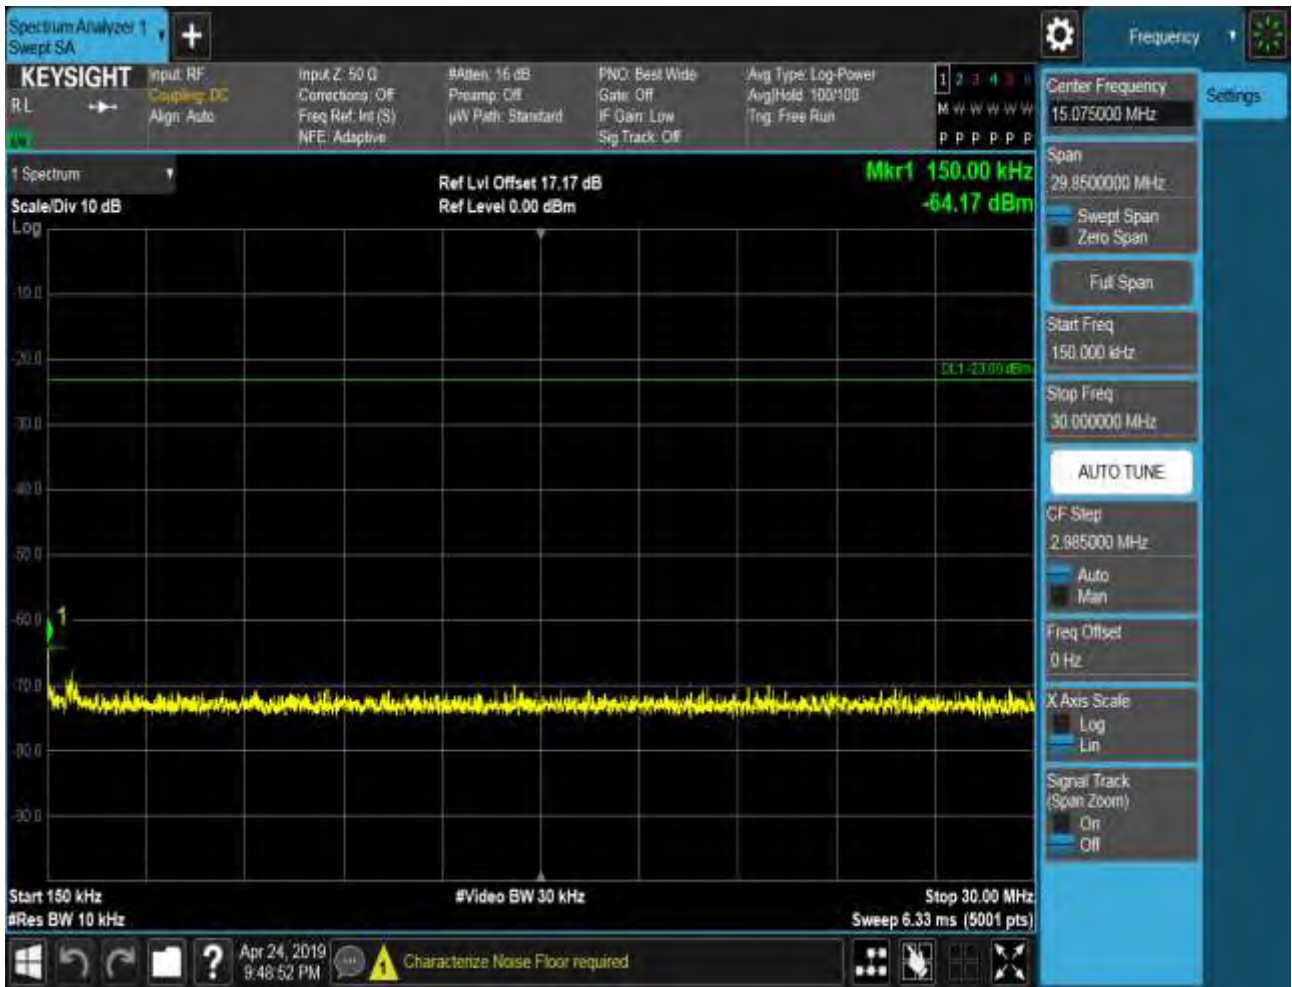 Spectrum Analyzer 1
Swept SA
Frequency
KEYSIGHT
RL
Input: RF
Coupling: DC
Align: Auto
Input Z: 50 Ω
Corrections: Off
Freq Ref: Int (S)
NFE: Adaptive
#Atten: 16 dB
Preamp: Off
µW Path: Standard
PNO: Best Wide
Gate: Off
IF Gain: Low
Sig Track: Off
Avg Type: Log-Power
Avg|Hold: 100/100
Trig: Free Run
1 2 3 4 5 6
M W W W W W
P P P P P P
Center Frequency
15.075000 MHz
Settings
Span
29.8500000 MHz
Swept Span
Zero Span
Full Span
Start Freq
150.000 kHz
Stop Freq
30.000000 MHz
AUTO TUNE
CF Step
2.985000 MHz
Auto
Man
Freq Offset
0 Hz
X Axis Scale
Log
Lin
Signal Track
(Span Zoom)
On
Off
1 Spectrum
Scale/Div 10 dB
Log
Ref Lvl Offset 17.17 dB
Ref Level 0.00 dBm
Mkr1 150.00 kHz
-64.17 dBm
-10.0
-20.0
DL1 -23.00 dBm
-30.0
-40.0
-50.0
-60.0
1
-70.0
-80.0
-90.0
Start 150 kHz
#Video BW 30 kHz
Stop 30.00 MHz
#Res BW 10 kHz
Sweep 6.33 ms (5001 pts)
?
Apr 24, 2019
9:48:52 PM
Characterize Noise Floor required